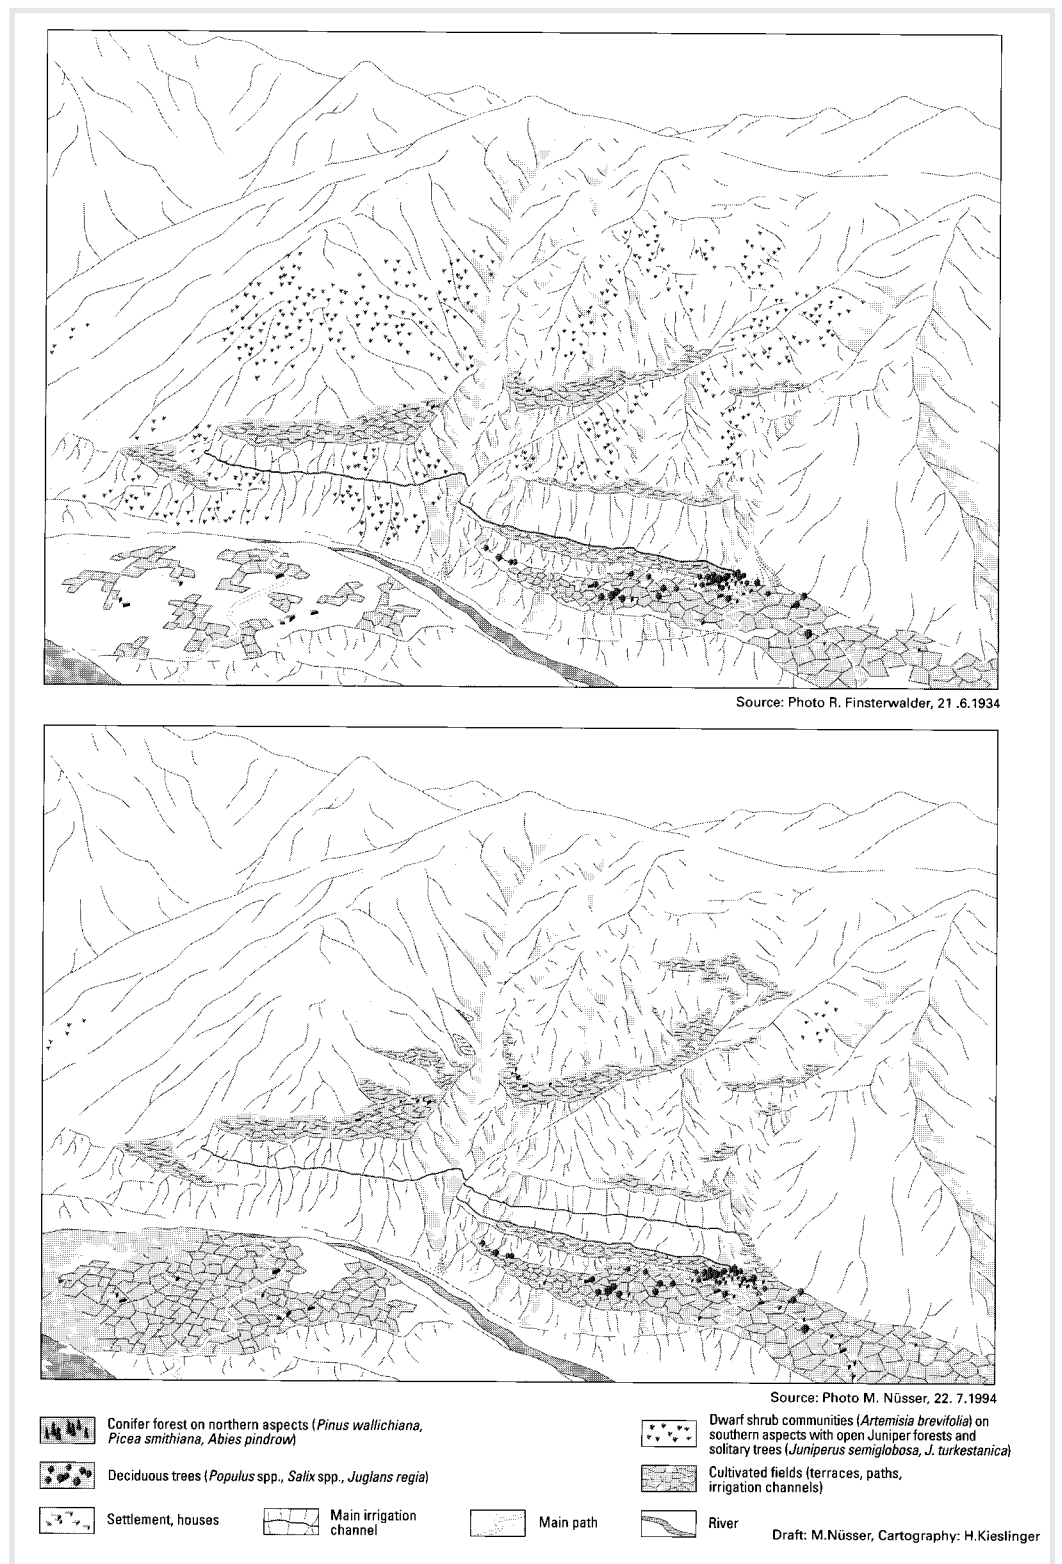 Source: Photo R. Finsterwalder, 21 .6.1934
Source: Photo M. Nüsser, 22. 7.1994
Conifer forest on northern aspects (Pinus wallichiana,
Picea smithiana, Abies pindrow)
Deciduous trees (Populus spp., Salix spp., Juglans regia)
Settlement, houses
Main irrigation
channel
Main path
Dwarf shrub communities (Artemisia brevifolia) on
southern aspects with open Juniper forests and
solitary trees (Juniperus semiglobosa, J. turkestanica)
Cultivated fields (terraces, paths,
irrigation channels)
River
Draft: M.Nüsser, Cartography: H.Kieslinger